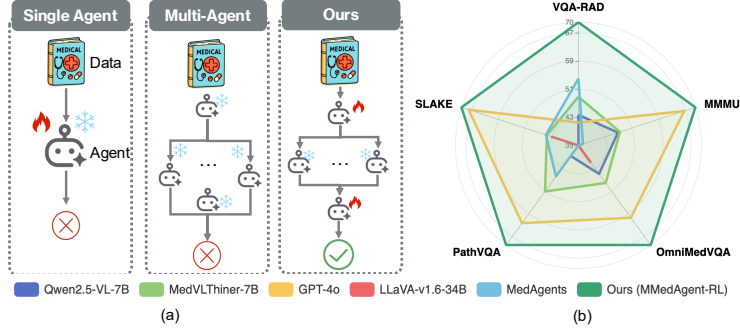 Single Agent
Multi-Agent
Ours
MEDICAL
Data
Agent
MEDICAL
...
MEDICAL
...
VQA-RAD
70
67
59
51
43
35
SLAKE
MMMU
PathVQA
OmniMedVQA
Qwen2.5-VL-7B
MedVLThiner-7B
GPT-4o
LLaVA-v1.6-34B
MedAgents
Ours (MMedAgent-RL)
(a)
(b)